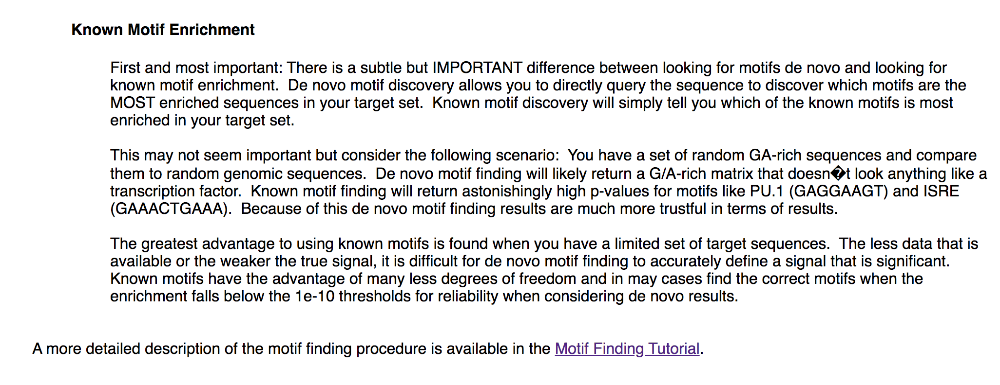 Known Motif Enrichment
First and most important: There is a subtle but IMPORTANT difference between looking for motifs de novo and looking for
known motif enrichment.  De novo motif discovery allows you to directly query the sequence to discover which motifs are the
MOST enriched sequences in your target set.  Known motif discovery will simply tell you which of the known motifs is most
enriched in your target set.
This may not seem important but consider the following scenario:  You have a set of random GA-rich sequences and compare
them to random genomic sequences.  De novo motif finding will likely return a G/A-rich matrix that doesn�t look anything like a
transcription factor.  Known motif finding will return astonishingly high p-values for motifs like PU.1 (GAGGAAGT) and ISRE
(GAAACTGAAA).  Because of this de novo motif finding results are much more trustful in terms of results.
The greatest advantage to using known motifs is found when you have a limited set of target sequences.  The less data that is
available or the weaker the true signal, it is difficult for de novo motif finding to accurately define a signal that is significant.
Known motifs have the advantage of many less degrees of freedom and in may cases find the correct motifs when the
enrichment falls below the 1e-10 thresholds for reliability when considering de novo results.
A more detailed description of the motif finding procedure is available in the Motif Finding Tutorial.